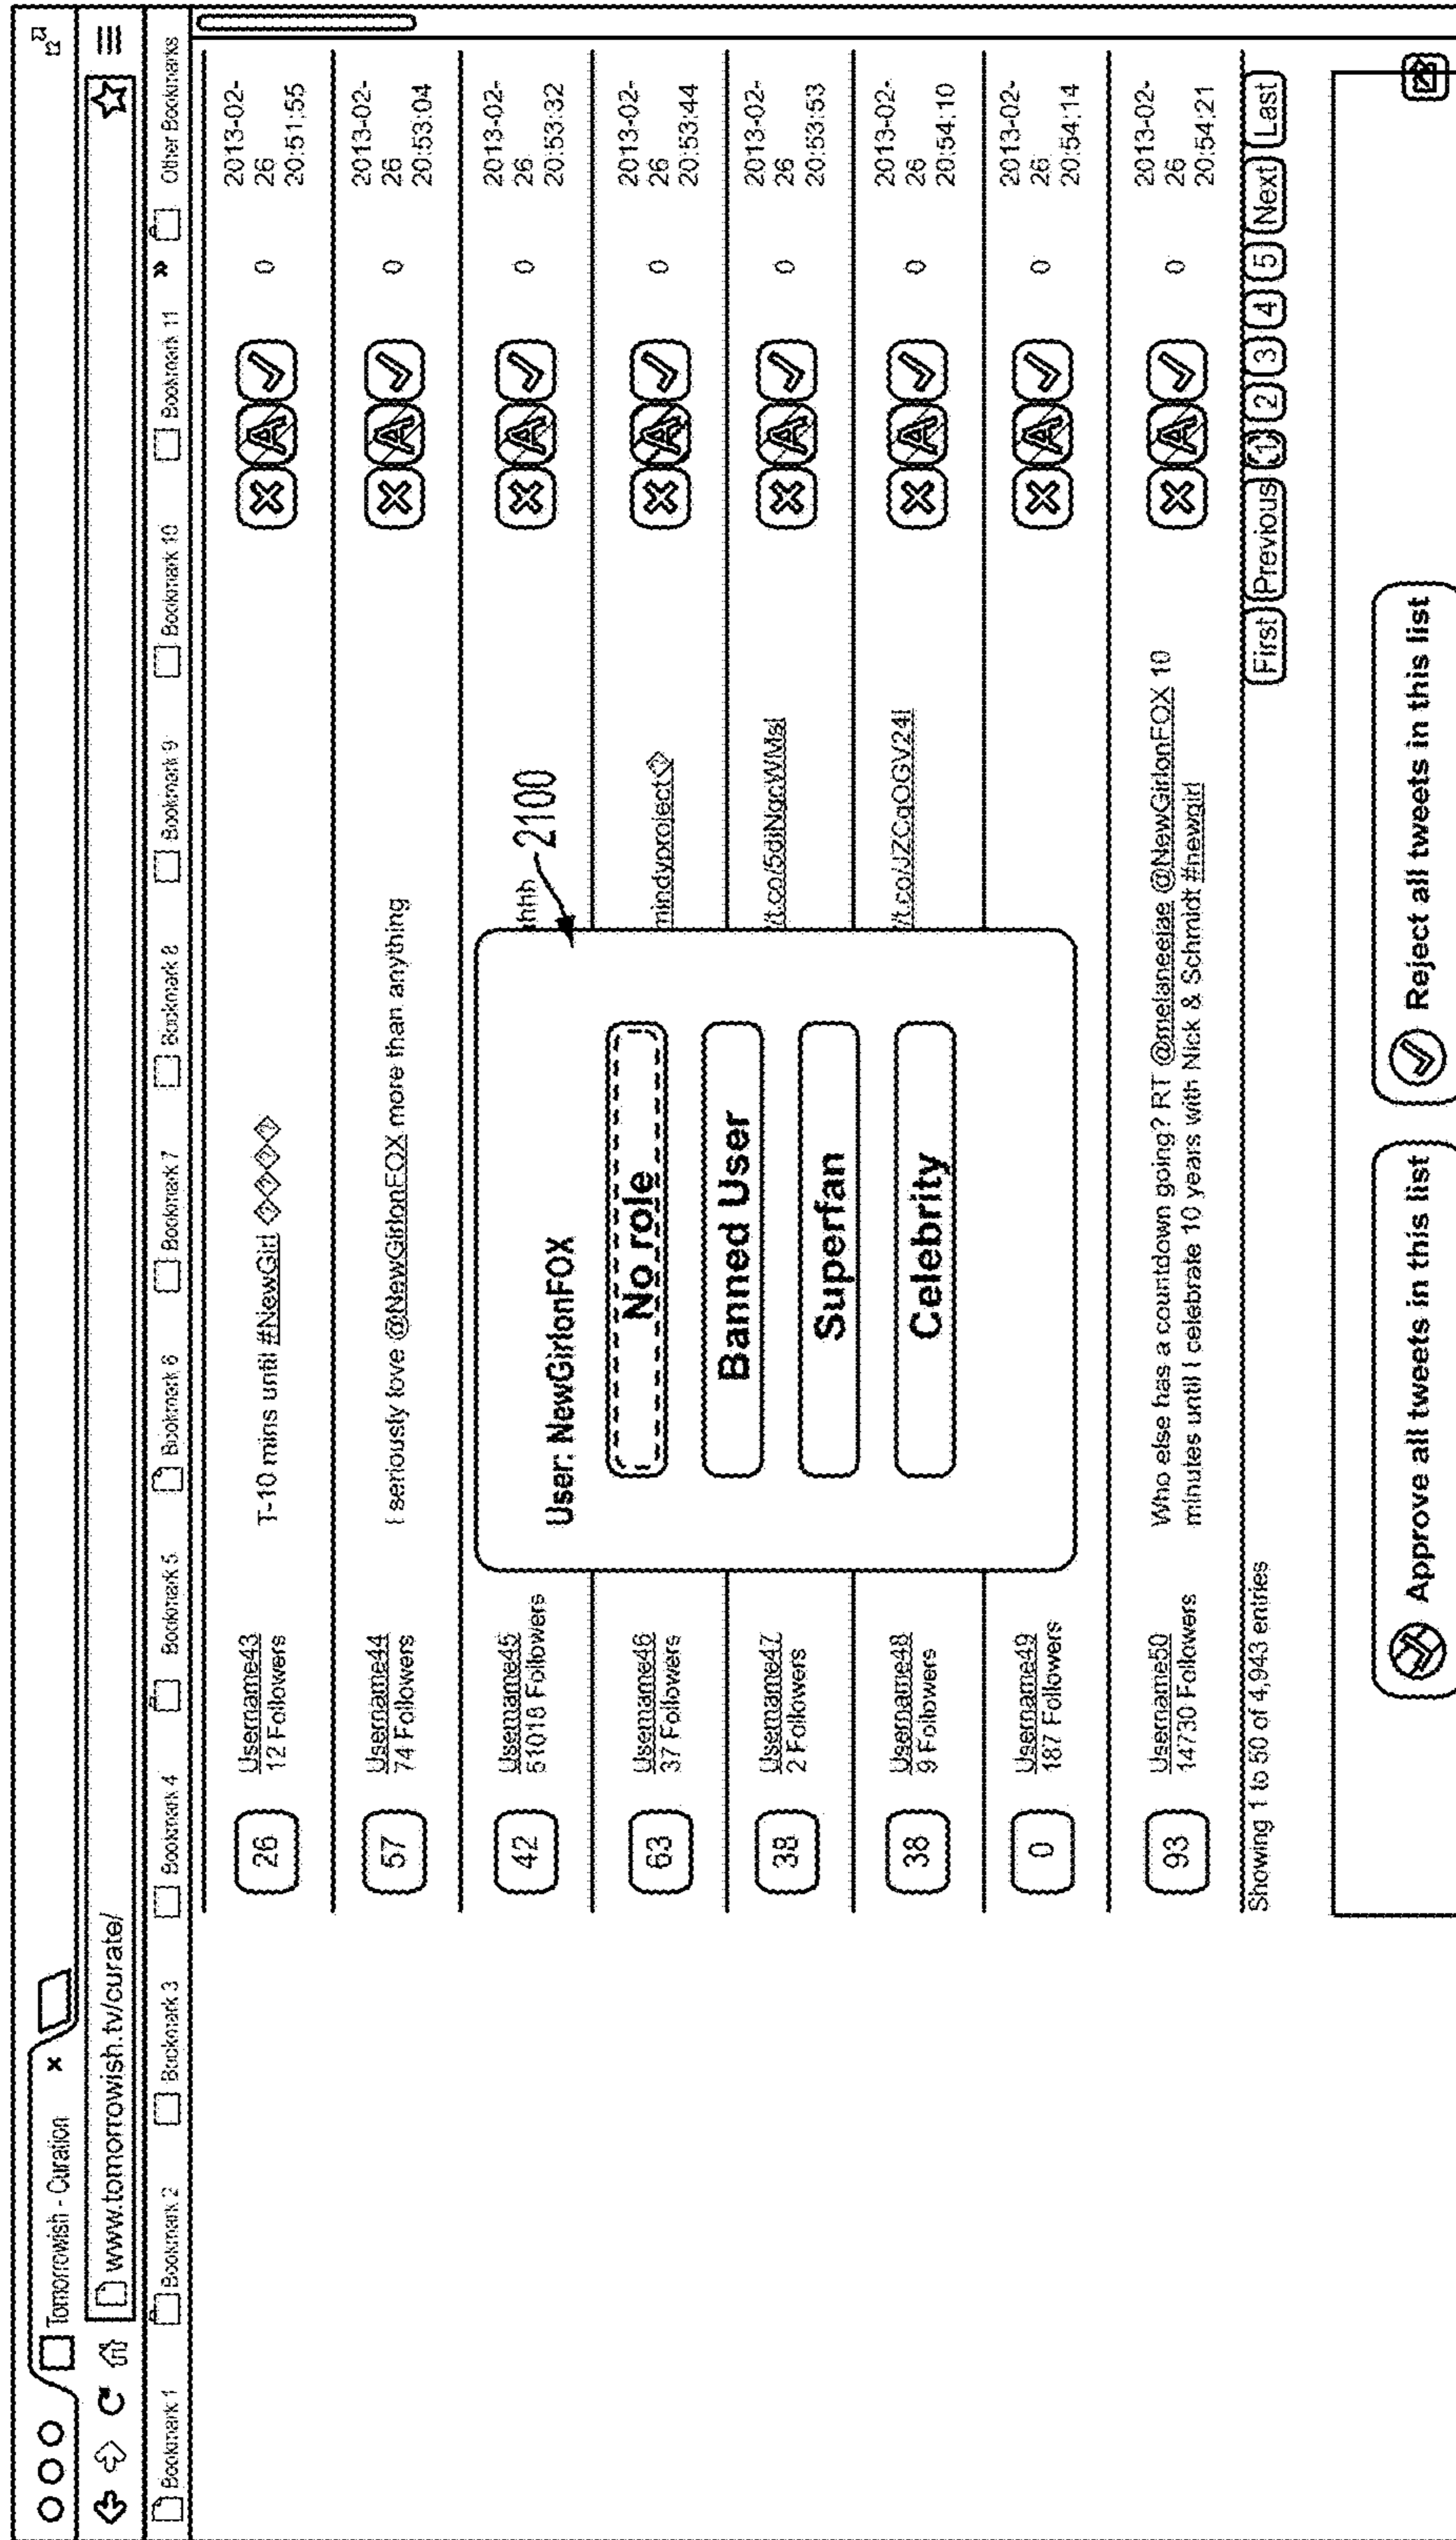 Tomorrowish - Curation x
www.tomorrowish.tv/curate/
Bookmark 1 Bookmark 2 Bookmark 3 Bookmark 4 Bookmark 5 Bookmark 6 Bookmark 7 Bookmark 8 Bookmark 9 Bookmark 10 Bookmark 11 » Other Bookmarks
26 Username43 T-10 mins until #NewGirl 0 2013-02-
12 Followers 26
20:51:55
57 Username44 I seriously love @NewGirlonFOX more than anything 0 2013-02-
74 Followers 26
20:53:04
42 Username45 hhh 0 2013-02-
51018 Followers 26
20:53:32
2100
63 Username46 mindyproject 0 2013-02-
37 Followers 26
20:53:44
38 Username47 0 2013-02-
2 Followers 26
20:53:53
38 Username48 /t.co/JZCqOGV24I 0 2013-02-
9 Followers 26
20:54:10
0 Username49 0 2013-02-
187 Followers 26
20:54:14
User: NewGirlonFOX
No role
Banned User
Superfan
Celebrity
93 Username50 Who else has a countdown going? RT @melaneejae @NewGirlonFOX 10 0 2013-02-
14730 Followers minutes until I celebrate 10 years with Nick & Schmidt #newgirl 26
20:54:21
Showing 1 to 50 of 4,943 entries First Previous 1 2 3 4 5 Next Last
Approve all tweets in this list Reject all tweets in this list